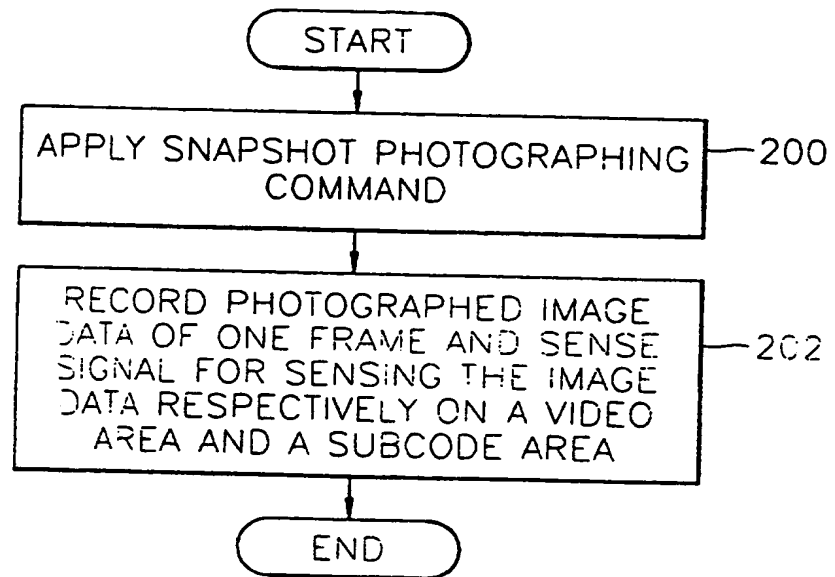 START
APPLY SNAPSHOT PHOTOGRAPHING
COMMAND
200
RECORD PHOTOGRAPHED IMAGE
DATA OF ONE FRAME AND SENSE
SIGNAL FOR SENSING THE IMAGE
DATA RESPECTIVELY ON A VIDEO
AREA AND A SUBCODE AREA
202
END